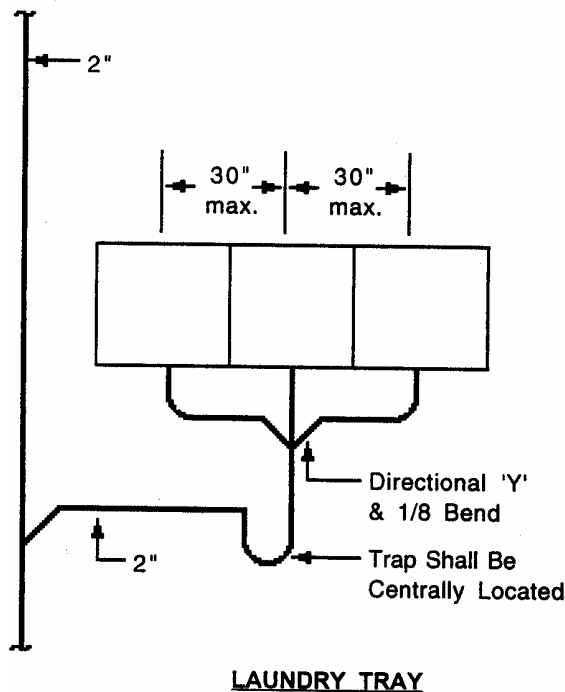 2"
30" 30"
max. max.
Directional 'Y'
& 1/8 Bend
2"
Trap Shall Be
Centrally Located
LAUNDRY TRAY